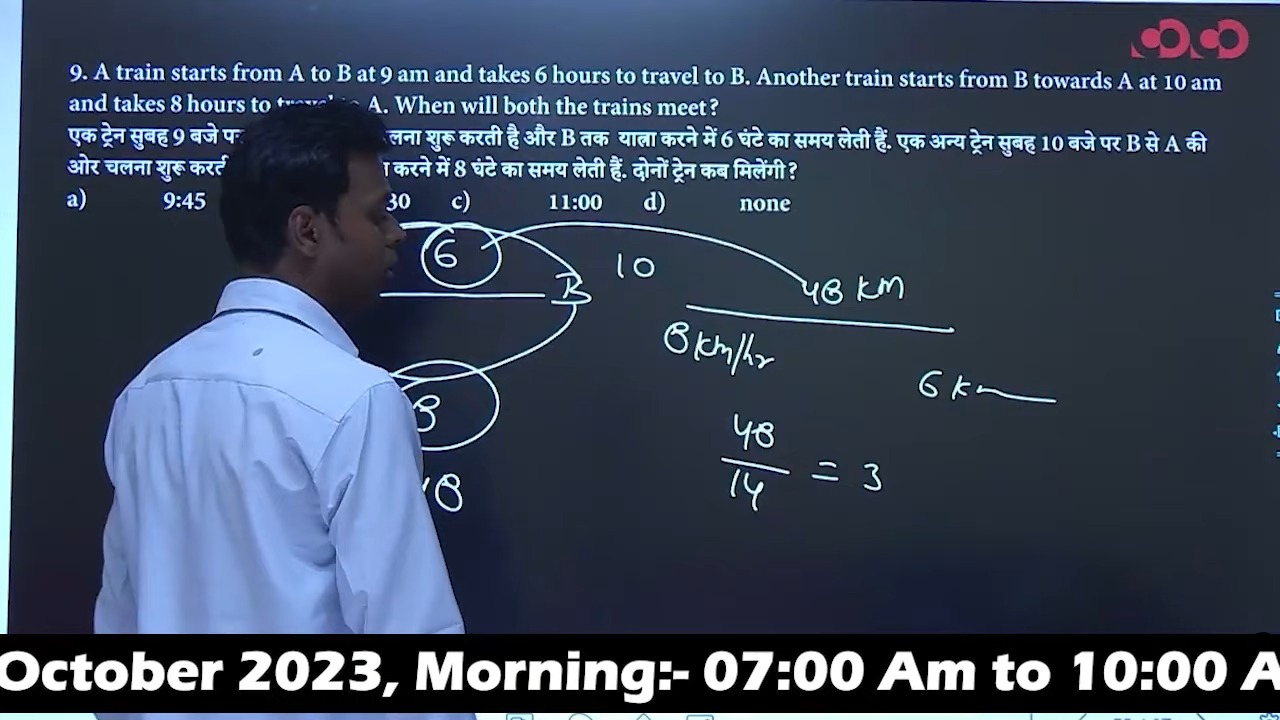 9. A train starts from A to B at 9 am and takes 6 hours to travel to B. Another train starts from B towards A at 10 am
and takes 8 hours to A. When will both the trains meet?
एक ट्रेन सुबह 9 बजे चलना शुरू करती है और B तक यात्रा करने में 6 घंटे का समय लेती हैं. एक अन्य ट्रेन सुबह 10 बजे पर B से A की
ओर चलना शुरू करने में 8 घंटे का समय लेती हैं. दोनों ट्रेन कब मिलेंगी?
a) 9:45 30 c) 11:00 d) none
6 10
B 48 KM
8 km/hr
6 K
8
48
14 = 3
48
October 2023, Morning:- 07:00 Am to 10:00 A